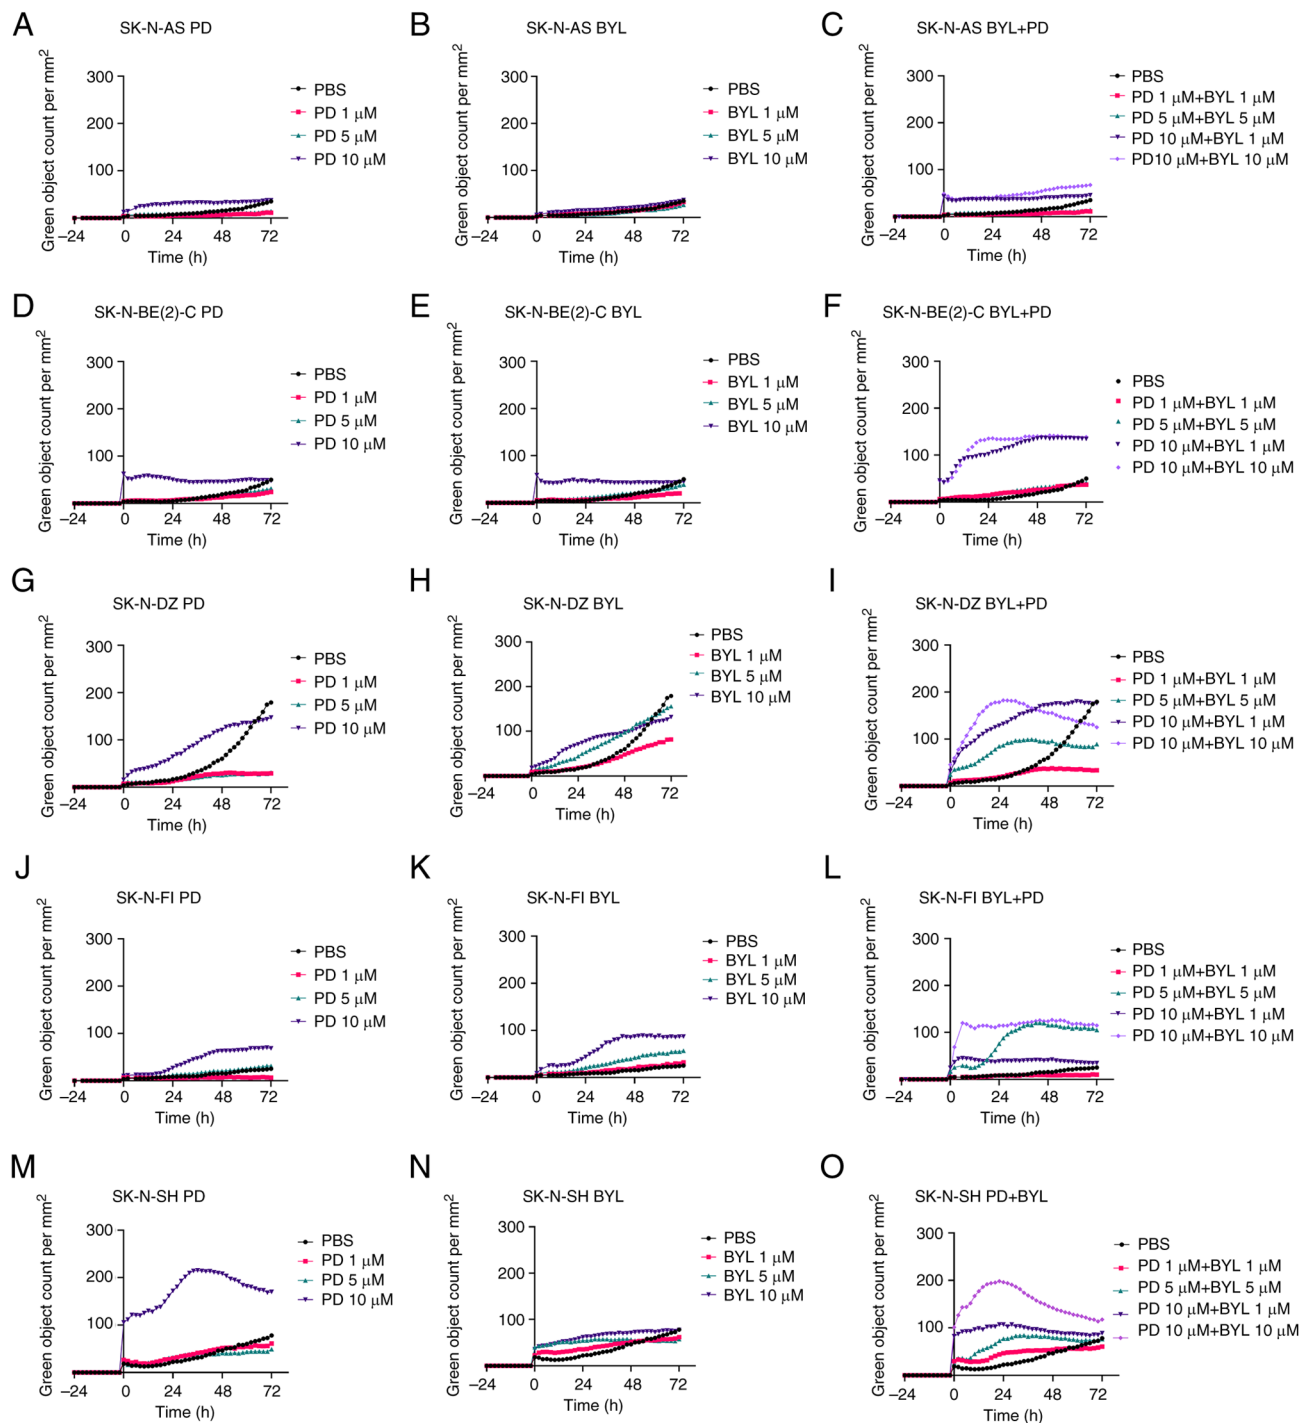 A
SK-N-AS PD
Green object count per mm²
300
200
100
–24
0
24
48
72
Time (h)
PBS
PD 1 μM
PD 5 μM
PD 10 μM
B
SK-N-AS BYL
Green object count per mm²
300
200
100
–24
0
24
48
72
Time (h)
PBS
BYL 1 μM
BYL 5 μM
BYL 10 μM
C
SK-N-AS BYL+PD
Green object count per mm²
300
200
100
–24
0
24
48
72
Time (h)
PBS
PD 1 μM+BYL 1 μM
PD 5 μM+BYL 5 μM
PD 10 μM+BYL 1 μM
PD10 μM+BYL 10 μM
D
SK-N-BE(2)-C PD
Green object count per mm²
300
200
100
–24
0
24
48
72
Time (h)
PBS
PD 1 μM
PD 5 μM
PD 10 μM
E
SK-N-BE(2)-C BYL
Green object count per mm²
300
200
100
–24
0
24
48
72
Time (h)
PBS
BYL 1 μM
BYL 5 μM
BYL 10 μM
F
SK-N-BE(2)-C BYL+PD
Green object count per mm²
300
200
100
–24
0
24
48
72
Time (h)
PBS
PD 1 μM+BYL 1 μM
PD 5 μM+BYL 5 μM
PD 10 μM+BYL 1 μM
PD 10 μM+BYL 10 μM
G
SK-N-DZ PD
Green object count per mm²
300
200
100
–24
0
24
48
72
Time (h)
PBS
PD 1 μM
PD 5 μM
PD 10 μM
H
SK-N-DZ BYL
Green object count per mm²
300
200
100
–24
0
24
48
72
Time (h)
PBS
BYL 1 μM
BYL 5 μM
BYL 10 μM
I
SK-N-DZ BYL+PD
Green object count per mm²
300
200
100
–24
0
24
48
72
Time (h)
PBS
PD 1 μM+BYL 1 μM
PD 5 μM+BYL 5 μM
PD 10 μM+BYL 1 μM
PD 10 μM+BYL 10 μM
J
SK-N-FI PD
Green object count per mm²
300
200
100
–24
0
24
48
72
Time (h)
PBS
PD 1 μM
PD 5 μM
PD 10 μM
K
SK-N-FI BYL
Green object count per mm²
300
200
100
–24
0
24
48
72
Time (h)
PBS
BYL 1 μM
BYL 5 μM
BYL 10 μM
L
SK-N-FI BYL+PD
Green object count per mm²
300
200
100
–24
0
24
48
72
Time (h)
PBS
PD 1 μM+BYL 1 μM
PD 5 μM+BYL 5 μM
PD 10 μM+BYL 1 μM
PD 10 μM+BYL 10 μM
M
SK-N-SH PD
Green object count per mm²
300
200
100
–24
0
24
48
72
Time (h)
PBS
PD 1 μM
PD 5 μM
PD 10 μM
N
SK-N-SH BYL
Green object count per mm²
300
200
100
–24
0
24
48
72
Time (h)
PBS
BYL 1 μM
BYL 5 μM
BYL 10 μM
O
SK-N-SH PD+BYL
Green object count per mm²
300
200
100
–24
0
24
48
72
Time (h)
PBS
PD 1 μM+BYL 1 μM
PD 5 μM+BYL 5 μM
PD 10 μM+BYL 1 μM
PD 10 μM+BYL 10 μM